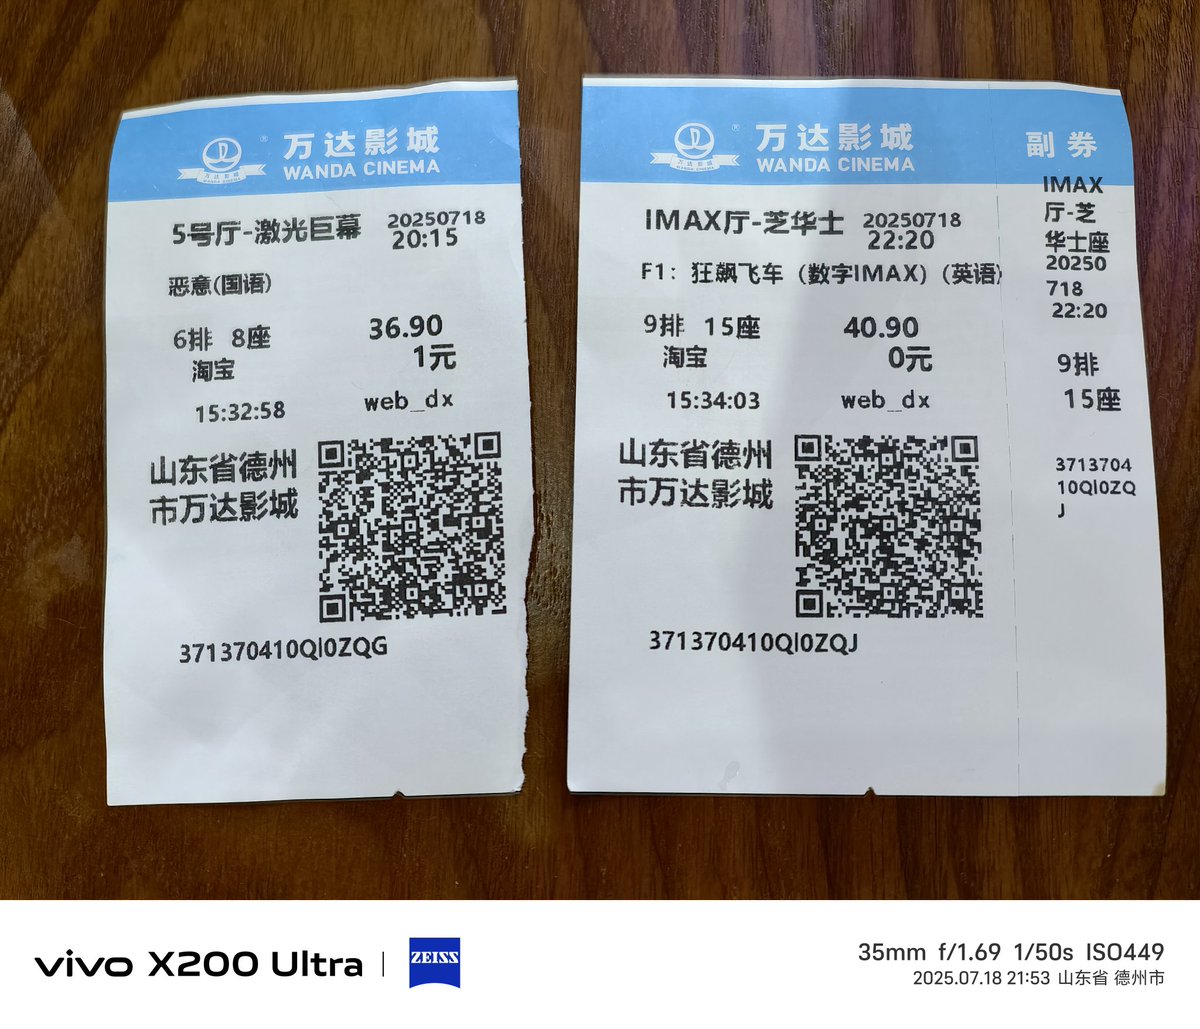 万达影城
WANDA CINEMA
5号厅-激光巨幕 20250718
20:15
恶意(国语)
6排 8座 36.90
淘宝 1元
15:32:58 web_dx
山东省德州
市万达影城
371370410Ql0ZQG
万达影城
WANDA CINEMA
IMAX厅-芝华士 20250718
22:20
F1：狂飙飞车（数字IMAX）（英语）
9排 15座 40.90
淘宝 0元
15:34:03 web_dx
山东省德州
市万达影城
371370410Ql0ZQJ
副券
IMAX
厅-芝
华士座
20250
718
22:20
9排
15座
3713704
10Ql0ZQ
J
vivo X200 Ultra | ZEISS
35mm f/1.69 1/50s ISO449
2025.07.18 21:53 山东省 德州市